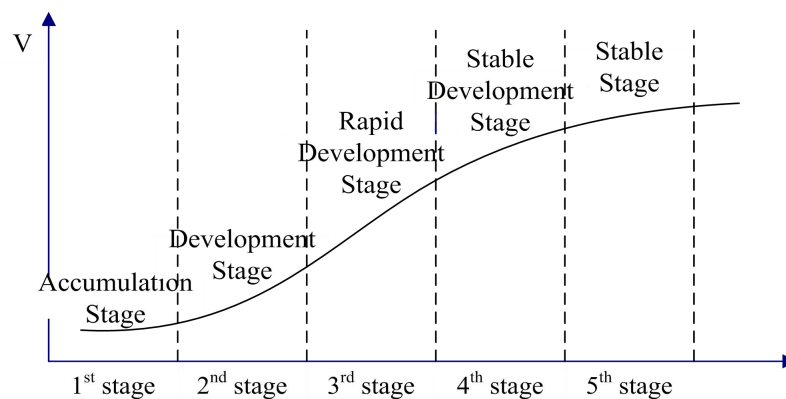 V
Accumulation
Stage
Development
Stage
Rapid
Development
Stage
Stable
Development
Stage
Stable
Stage
1st stage
2nd stage
3rd stage
4th stage
5th stage